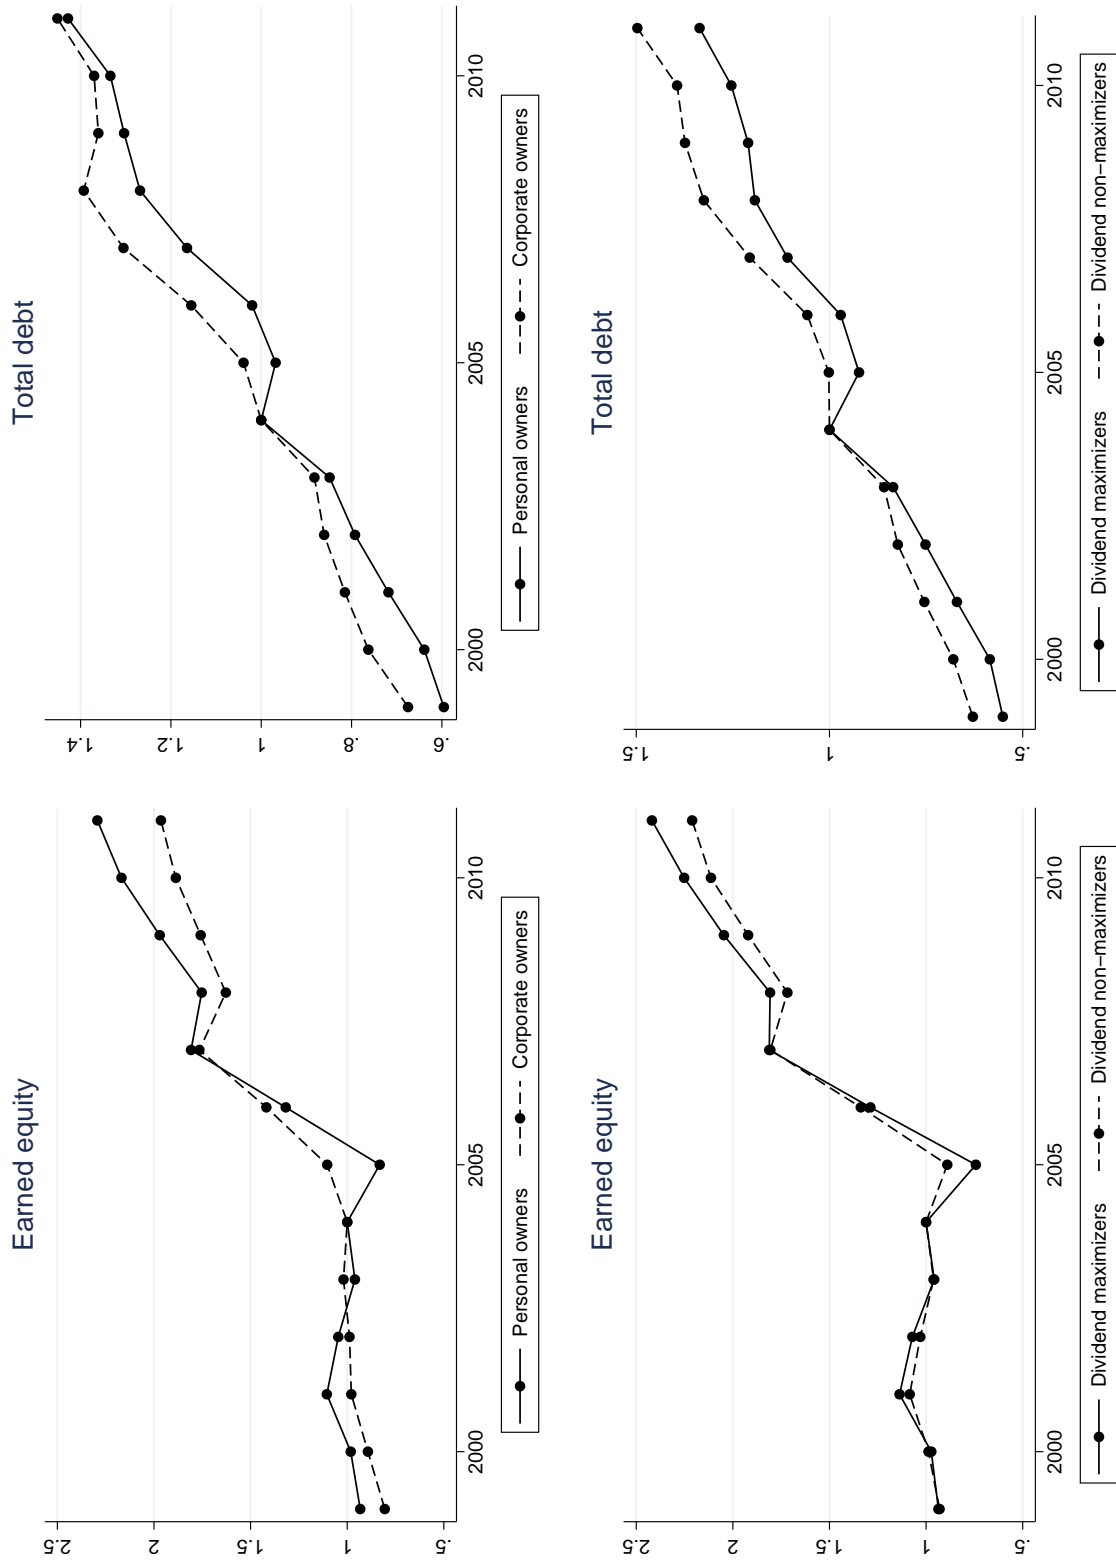 Earned equity
2.5
2
1.5
1
.5
2000
2005
2010
Personal owners
Corporate owners
Total debt
1.4
1.2
1
.8
.6
2000
2005
2010
Personal owners
Corporate owners
Earned equity
2.5
2
1.5
1
.5
2000
2005
2010
Dividend maximizers
Dividend non−maximizers
Total debt
1.5
1
.5
2000
2005
2010
Dividend maximizers
Dividend non−maximizers